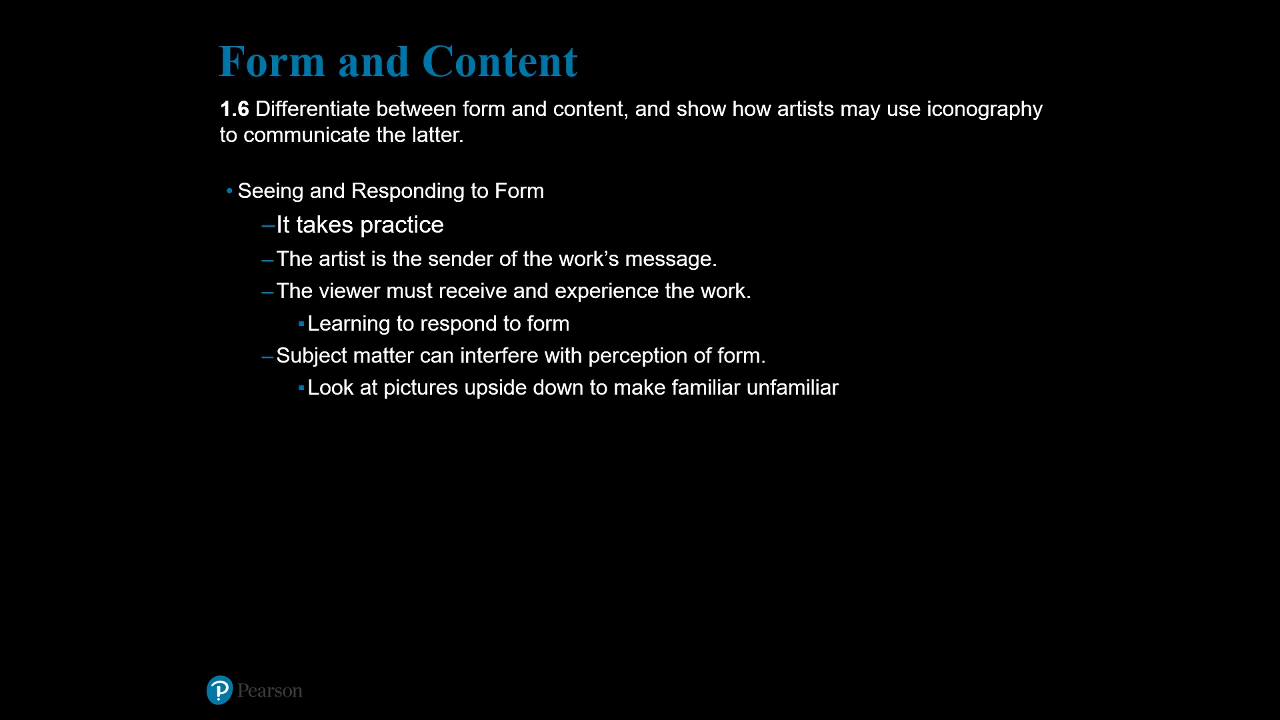 Form and Content
1.6 Differentiate between form and content, and show how artists may use iconography
to communicate the latter.
• Seeing and Responding to Form
–It takes practice
–The artist is the sender of the work’s message.
–The viewer must receive and experience the work.
▪Learning to respond to form
–Subject matter can interfere with perception of form.
▪Look at pictures upside down to make familiar unfamiliar
Pearson